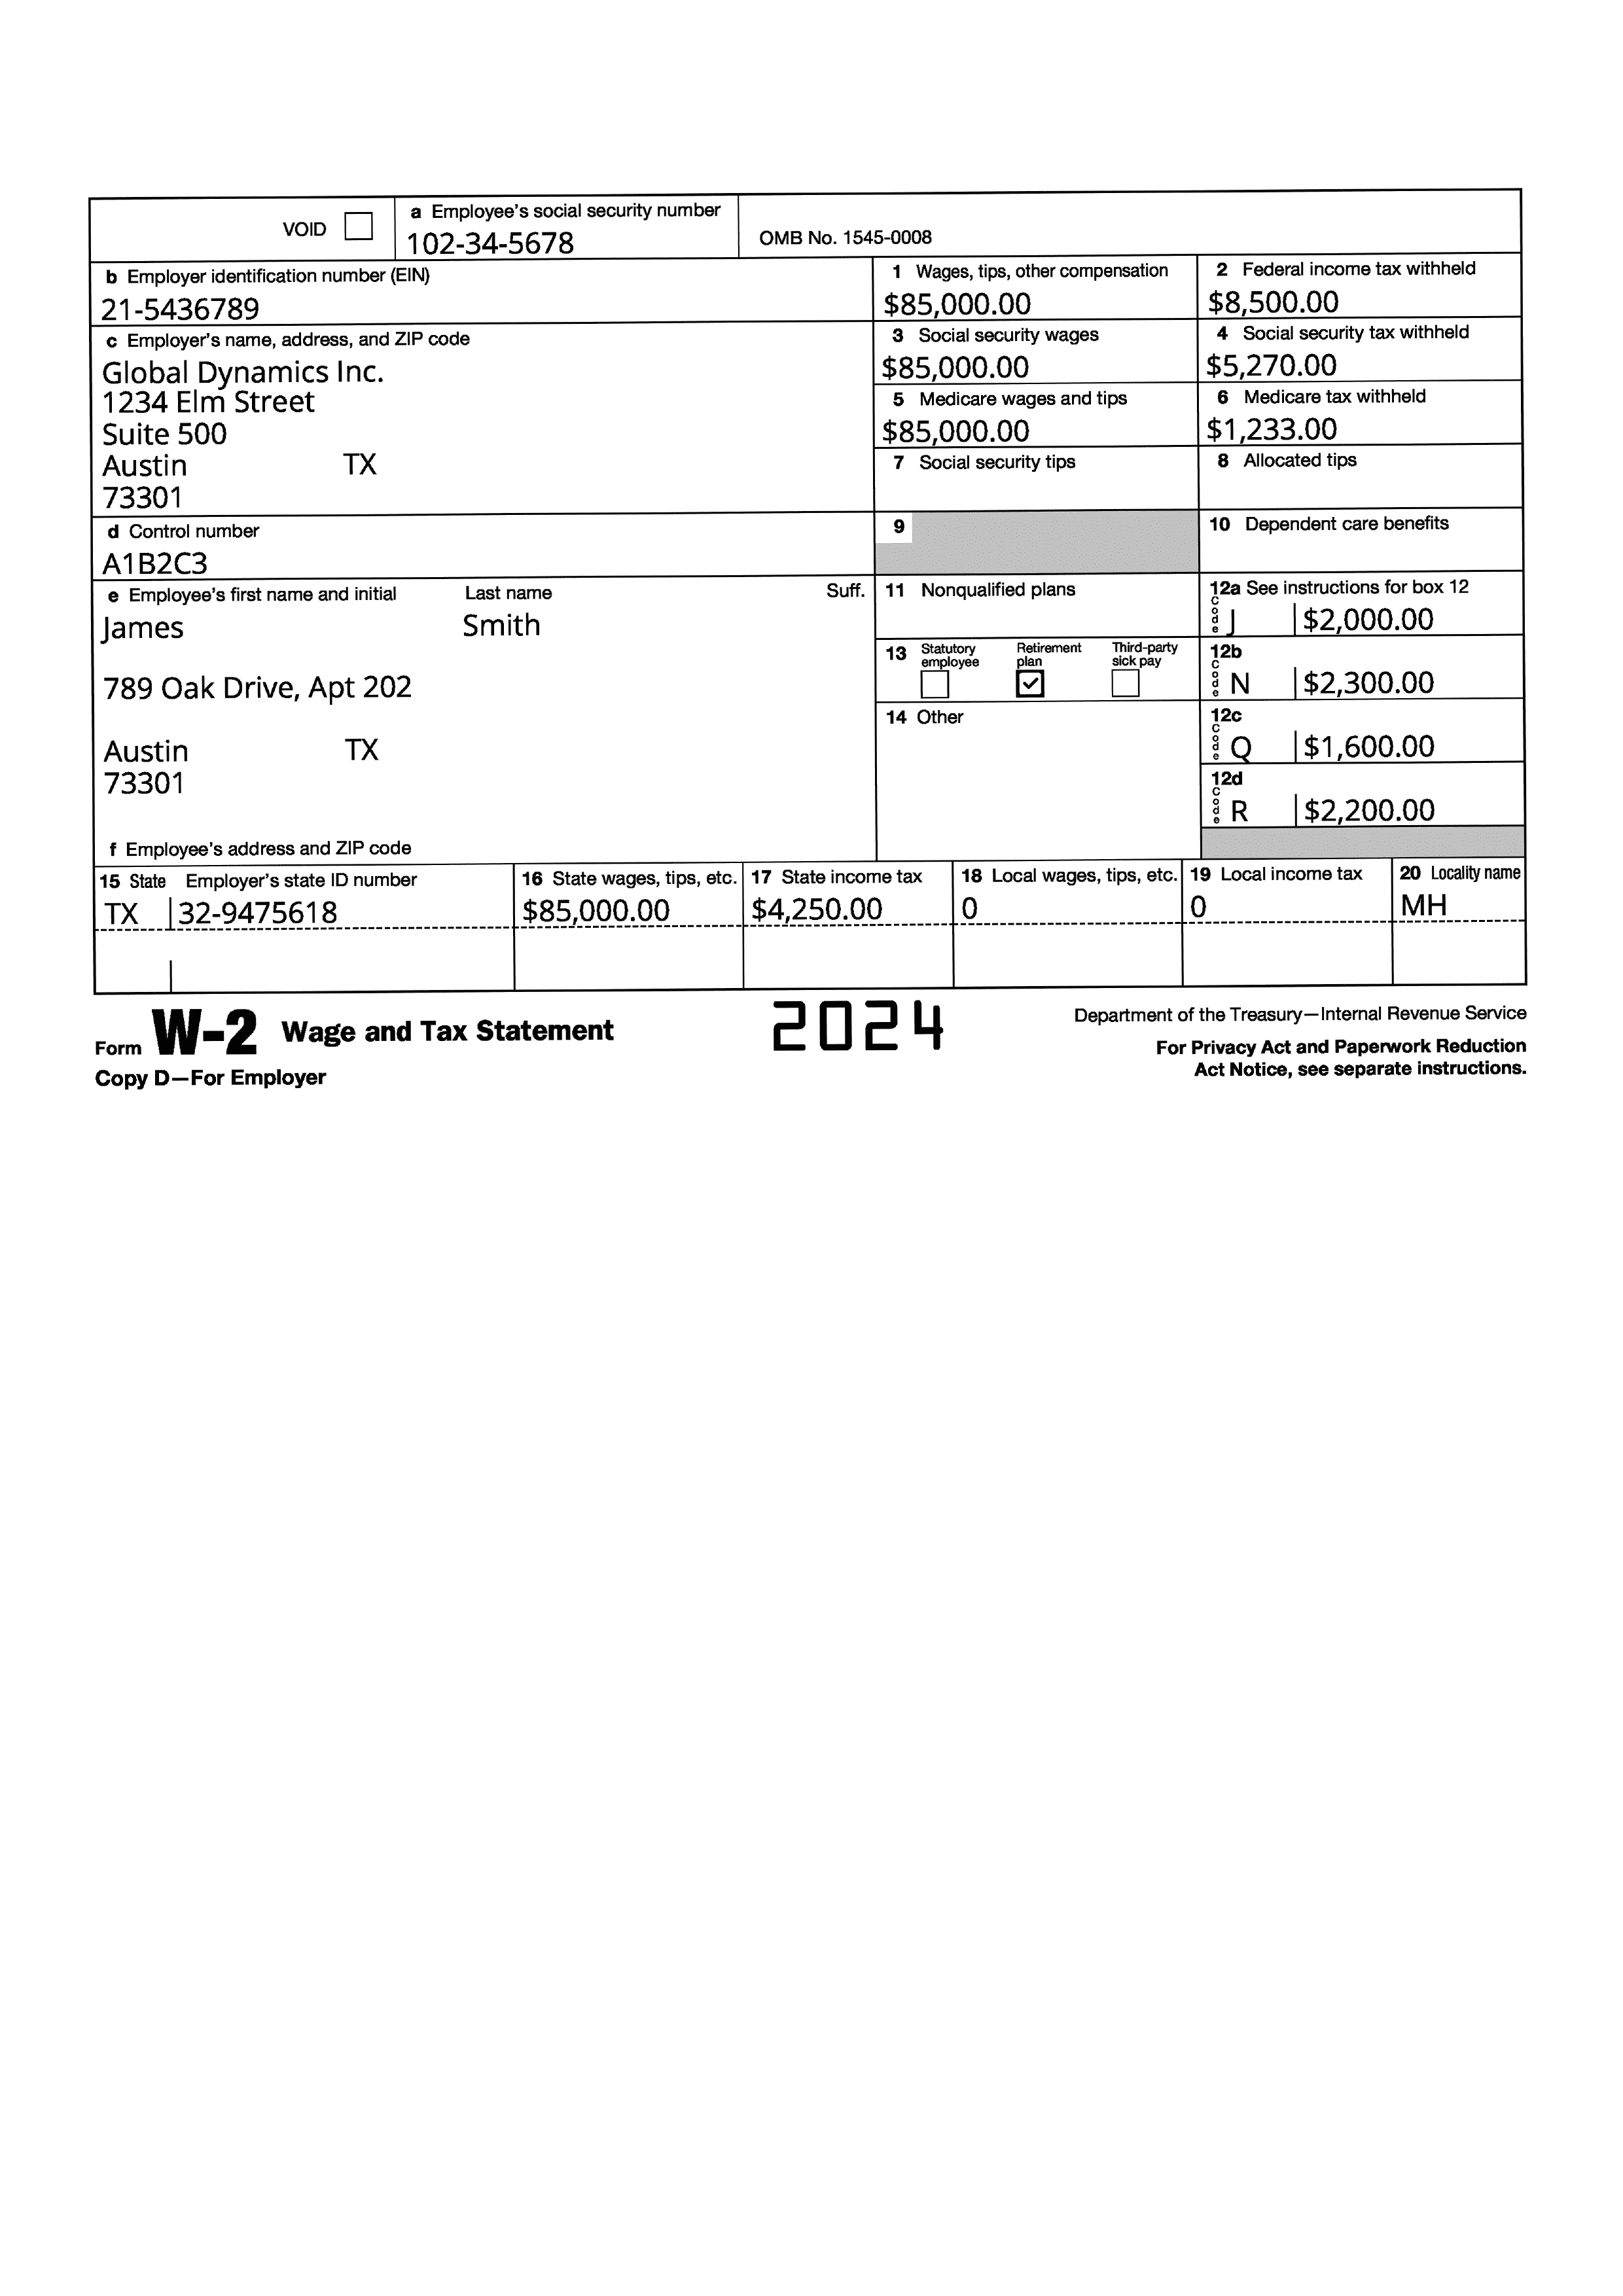 VOID
a Employee's social security number
102-34-5678
OMB No. 1545-0008
b Employer identification number (EIN)
21-5436789
1 Wages, tips, other compensation
$85,000.00
2 Federal income tax withheld
$8,500.00
c Employer's name, address, and ZIP code
Global Dynamics Inc.
1234 Elm Street
Suite 500
Austin TX
73301
3 Social security wages
$85,000.00
4 Social security tax withheld
$5,270.00
5 Medicare wages and tips
$85,000.00
6 Medicare tax withheld
$1,233.00
7 Social security tips
8 Allocated tips
d Control number
A1B2C3
9
10 Dependent care benefits
e Employee's first name and initial Last name Suff.
James Smith
789 Oak Drive, Apt 202
Austin TX
73301
f Employee's address and ZIP code
11 Nonqualified plans
12a See instructions for box 12
Code J $2,000.00
13 Statutory employee Retirement plan Third-party sick pay
12b
Code N $2,300.00
14 Other
12c
Code Q $1,600.00
12d
Code R $2,200.00
15 State Employer's state ID number
TX 32-9475618
16 State wages, tips, etc.
$85,000.00
17 State income tax
$4,250.00
18 Local wages, tips, etc.
0
19 Local income tax
0
20 Locality name
MH
Form W-2 Wage and Tax Statement
2024
Department of the Treasury—Internal Revenue Service
For Privacy Act and Paperwork Reduction
Act Notice, see separate instructions.
Copy D—For Employer